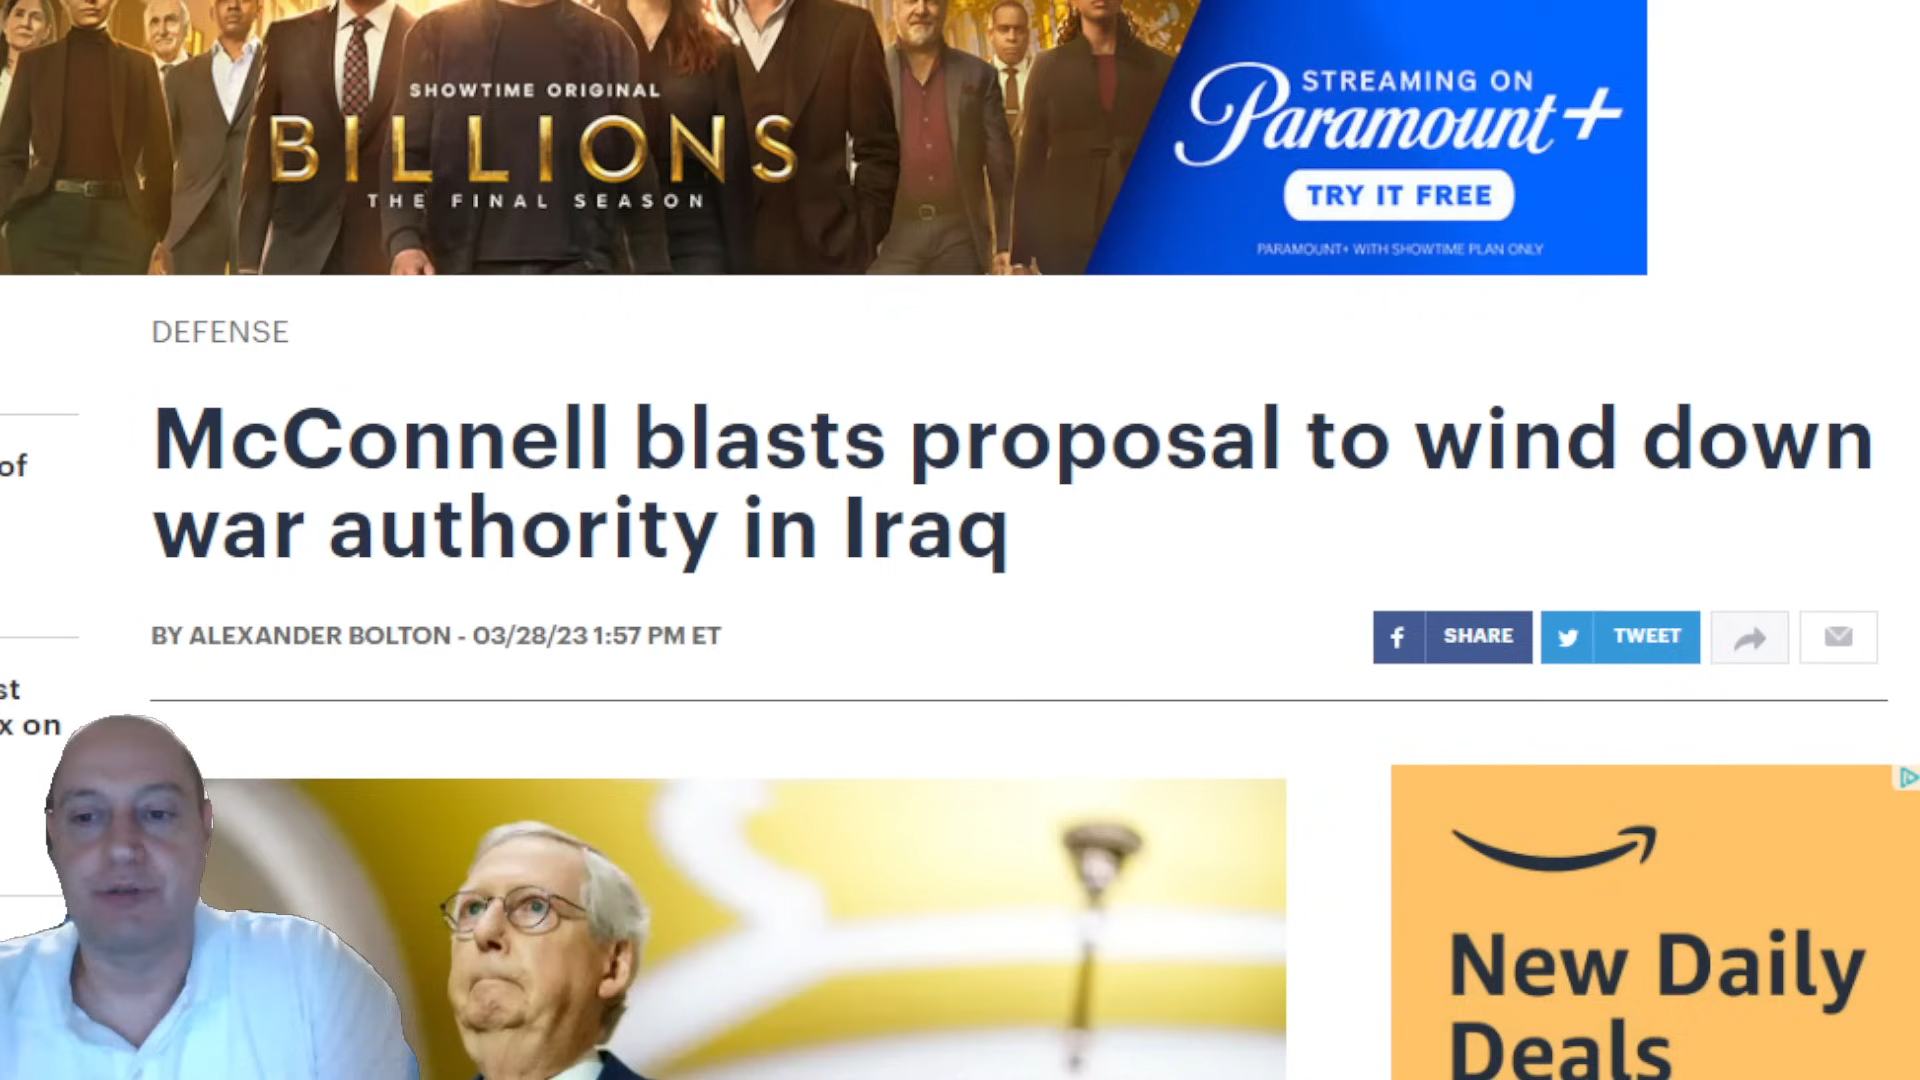 SHOWTIME ORIGINAL
BILLIONS
THE FINAL SEASON
STREAMING ON
Paramount+
TRY IT FREE
PARAMOUNT+ WITH SHOWTIME PLAN ONLY
DEFENSE
McConnell blasts proposal to wind down
war authority in Iraq
BY ALEXANDER BOLTON - 03/28/23 1:57 PM ET
SHARE
TWEET
of
st
x on
New Daily
Deals